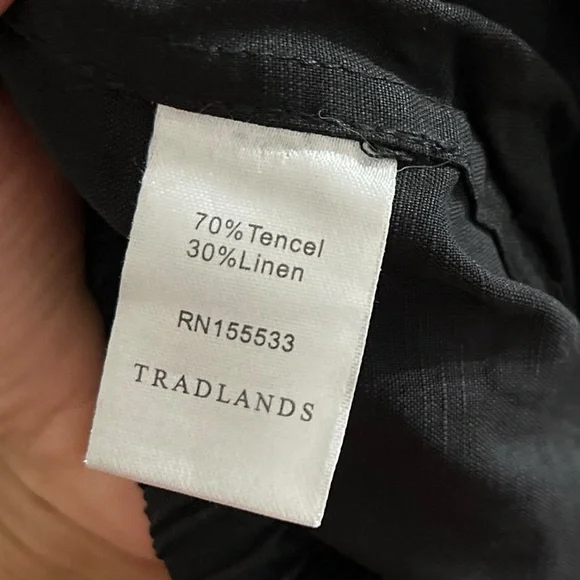 70%Tencel
30%Linen
RN155533
TRADLANDS